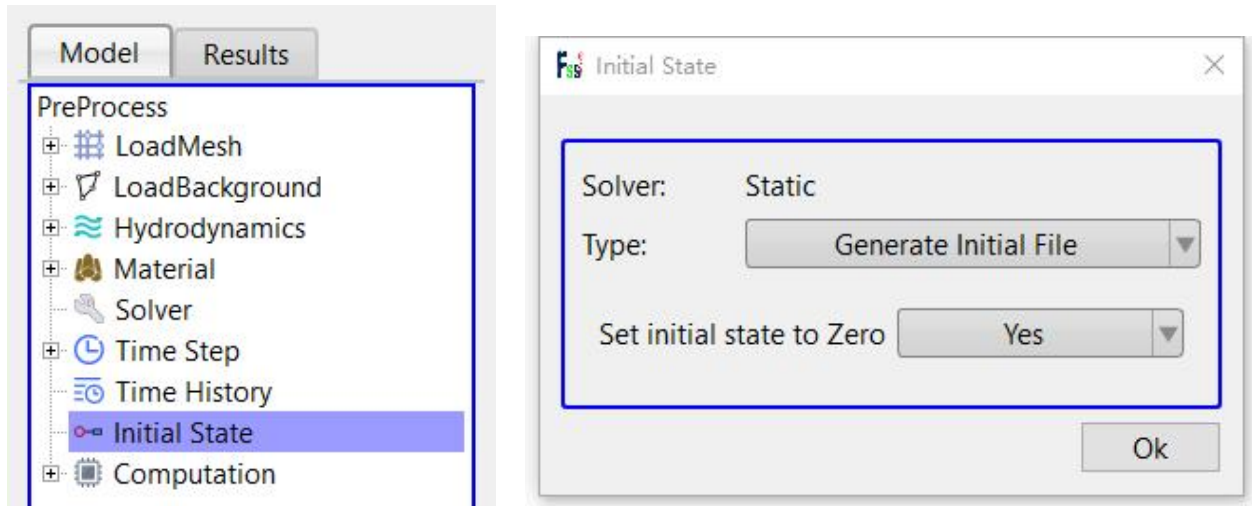 Model Results
PreProcess
LoadMesh
LoadBackground
Hydrodynamics
Material
Solver
Time Step
Time History
Initial State
Computation
Fssi Initial State
Solver: Static
Type: Generate Initial File
Set initial state to Zero Yes
Ok